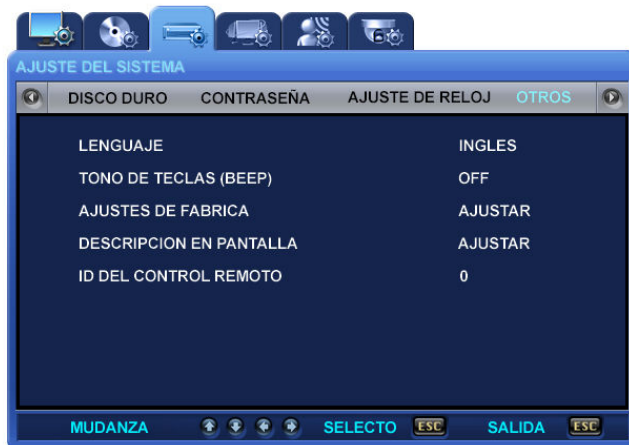 AJUSTE DEL SISTEMA
DISCO DURO CONTRASEÑA AJUSTE DE RELOJ OTROS
LENGUAJE INGLES
TONO DE TECLAS (BEEP) OFF
AJUSTES DE FABRICA AJUSTAR
DESCRIPCION EN PANTALLA AJUSTAR
ID DEL CONTROL REMOTO 0
MUDANZA SELECTO ESC SALIDA ESC